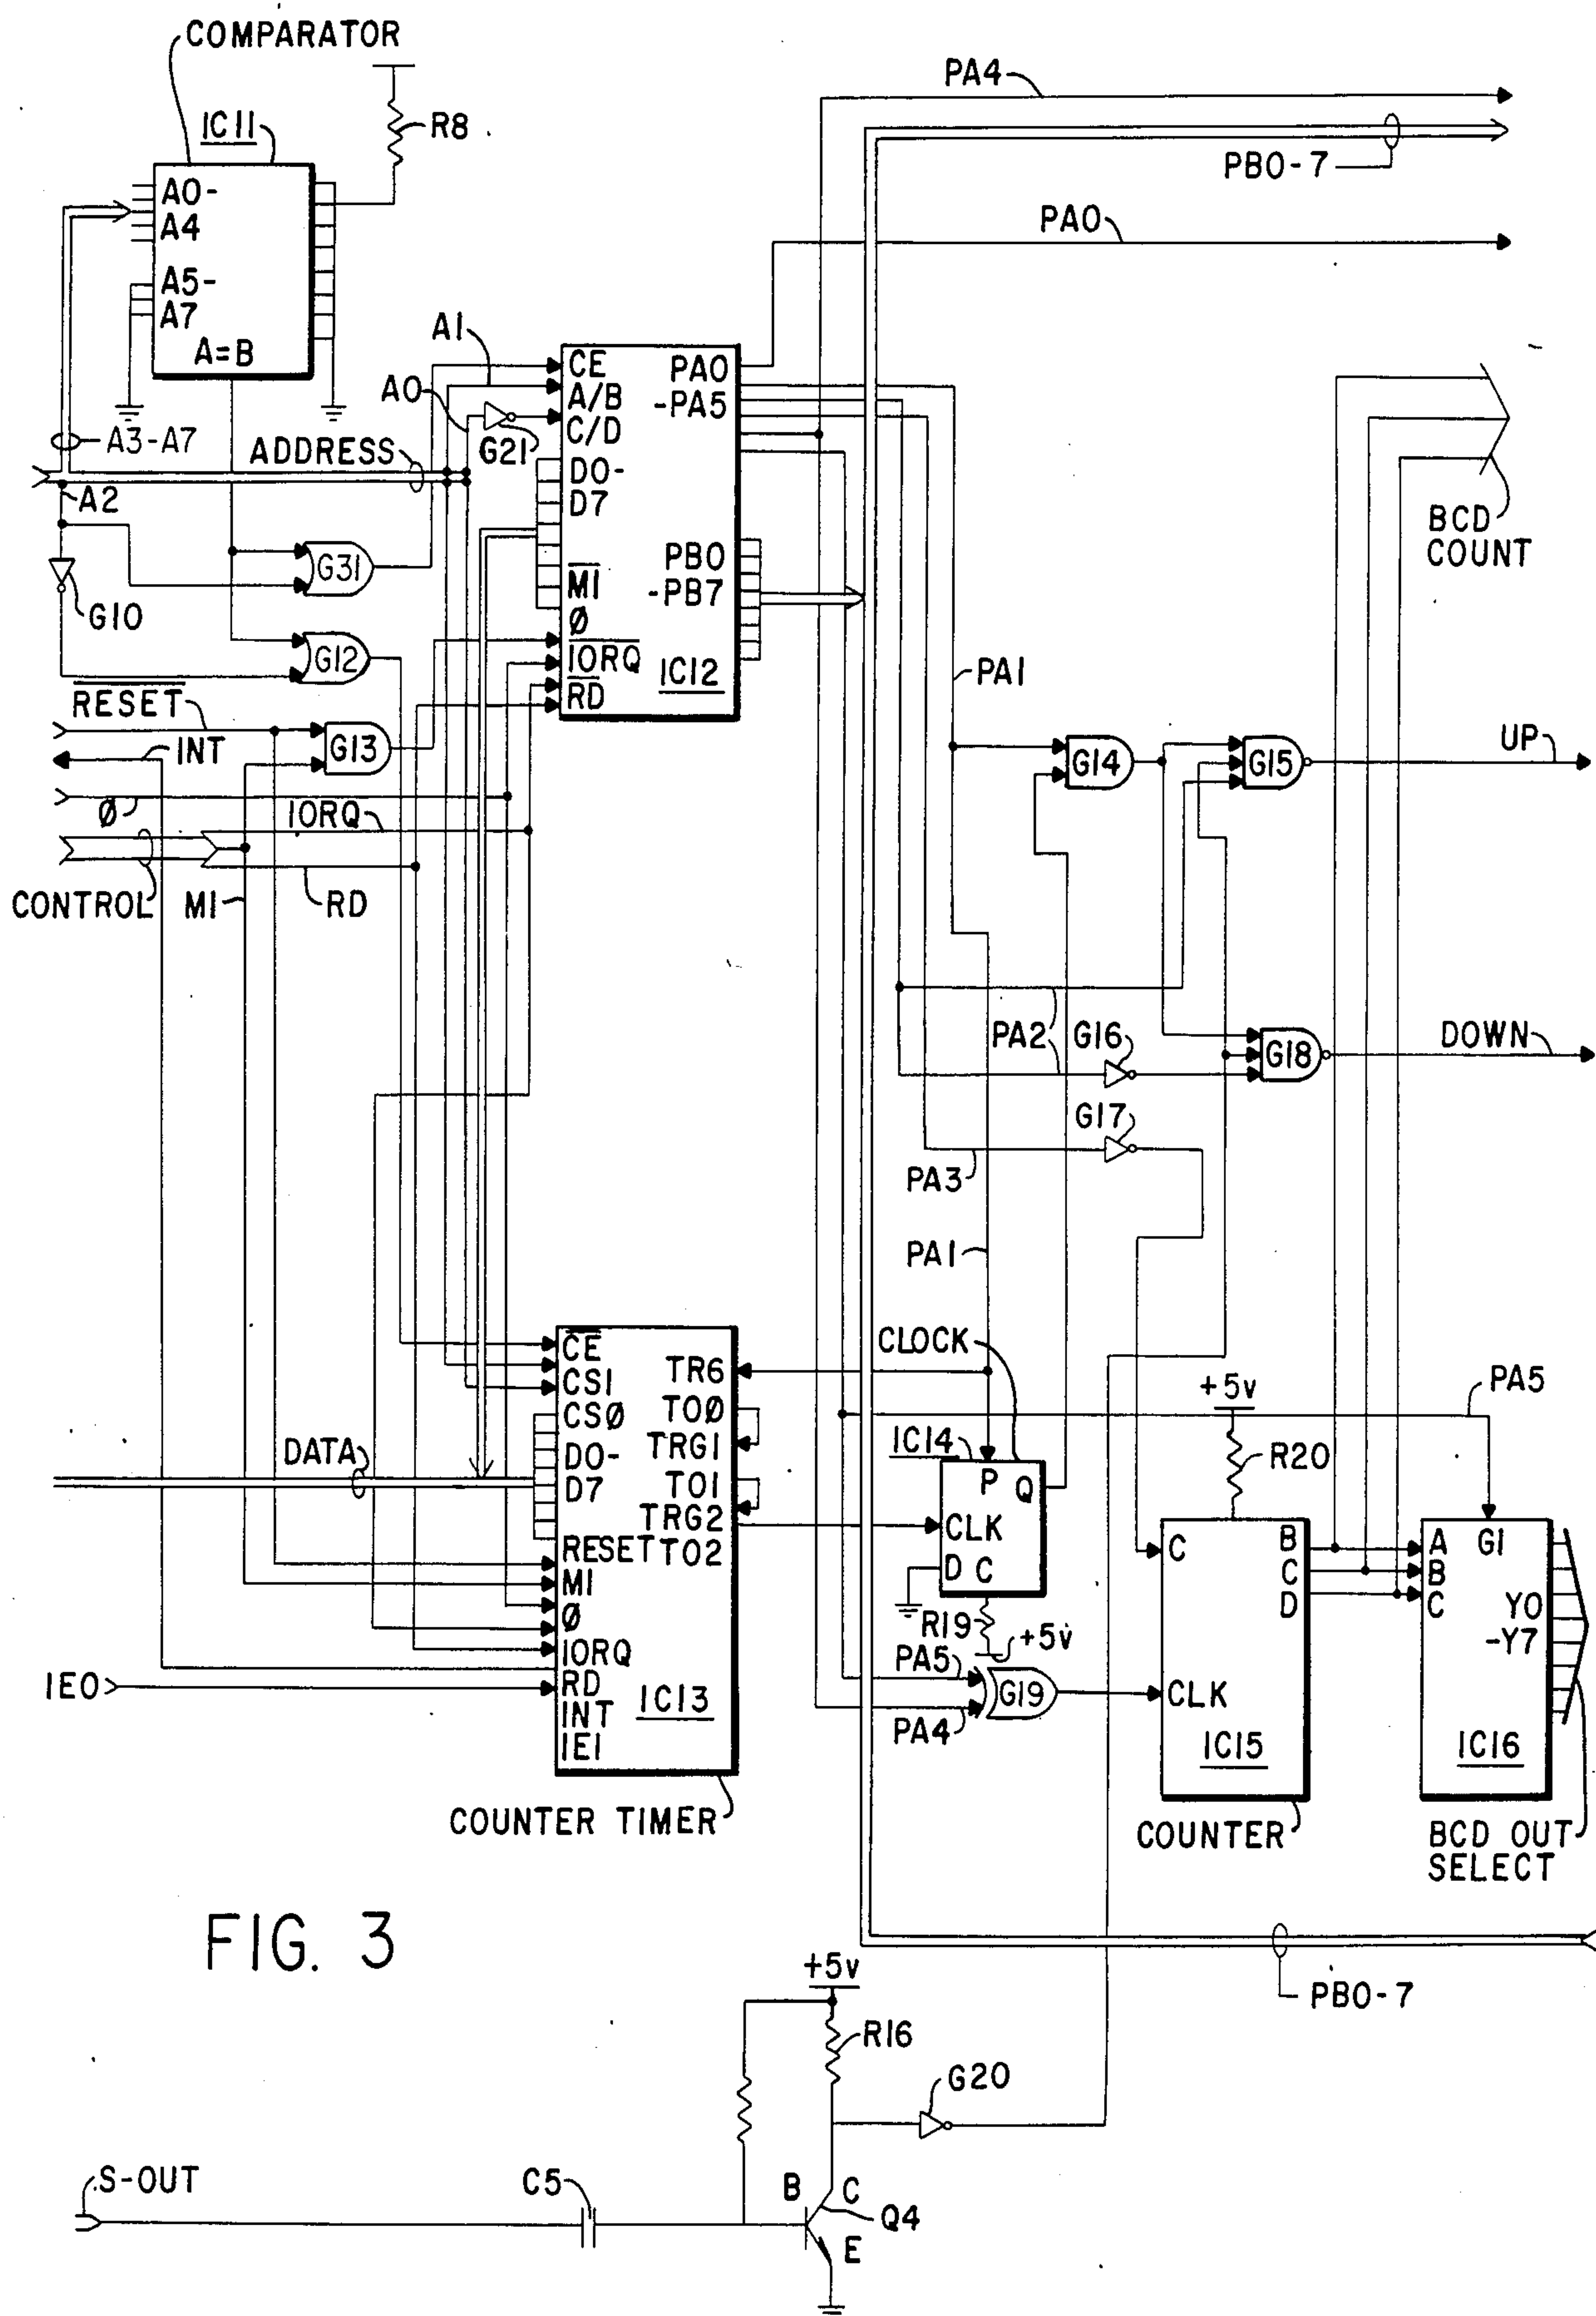 COMPARATOR
IC11
R8
A0-
A4
A5-
A7
A=B
PA4
PB0-7
PA0
A3-A7
ADDRESS
A2
A1
A0
G21
CE
A/B
C/D
D0-
D7
M1
Ø
IORQ
RD
PA0
-PA5
PB0
-PB7
IC12
BCD
COUNT
G31
G10
G12
RESET
INT
G13
Ø
IORQ
CONTROL
M1
RD
PA1
G14
G15
UP
PA2
G16
G18
DOWN
G17
PA3
PA1
CLOCK
CE
CS1
CSØ
D0-
D7
RESET
M1
Ø
IORQ
RD
INT
IE1
TR6
TOØ
TRG1
TO1
TRG2
TO2
IC13
DATA
IEO
COUNTER TIMER
IC14
P
Q
CLK
D
C
R19
+5v
+5v
R20
PA5
PA5
PA4
G19
C
B
C
D
CLK
IC15
COUNTER
A
B
C
G1
Y0
-Y7
IC16
BCD OUT
SELECT
FIG. 3
PB0-7
+5v
R16
G20
S-OUT
C5
B
C
Q4
E